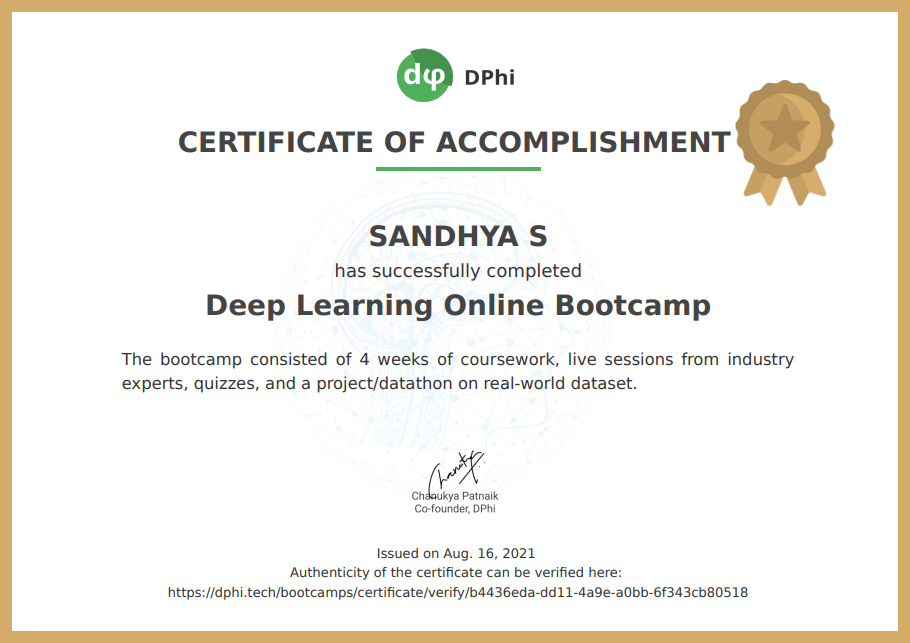 dφ DPhi
CERTIFICATE OF ACCOMPLISHMENT
SANDHYA S
has successfully completed
Deep Learning Online Bootcamp
The bootcamp consisted of 4 weeks of coursework, live sessions from industry
experts, quizzes, and a project/datathon on real-world dataset.
Chanukya
Chanukya Patnaik
Co-founder, DPhi
Issued on Aug. 16, 2021
Authenticity of the certificate can be verified here:
https://dphi.tech/bootcamps/certificate/verify/b4436eda-dd11-4a9e-a0bb-6f343cb80518